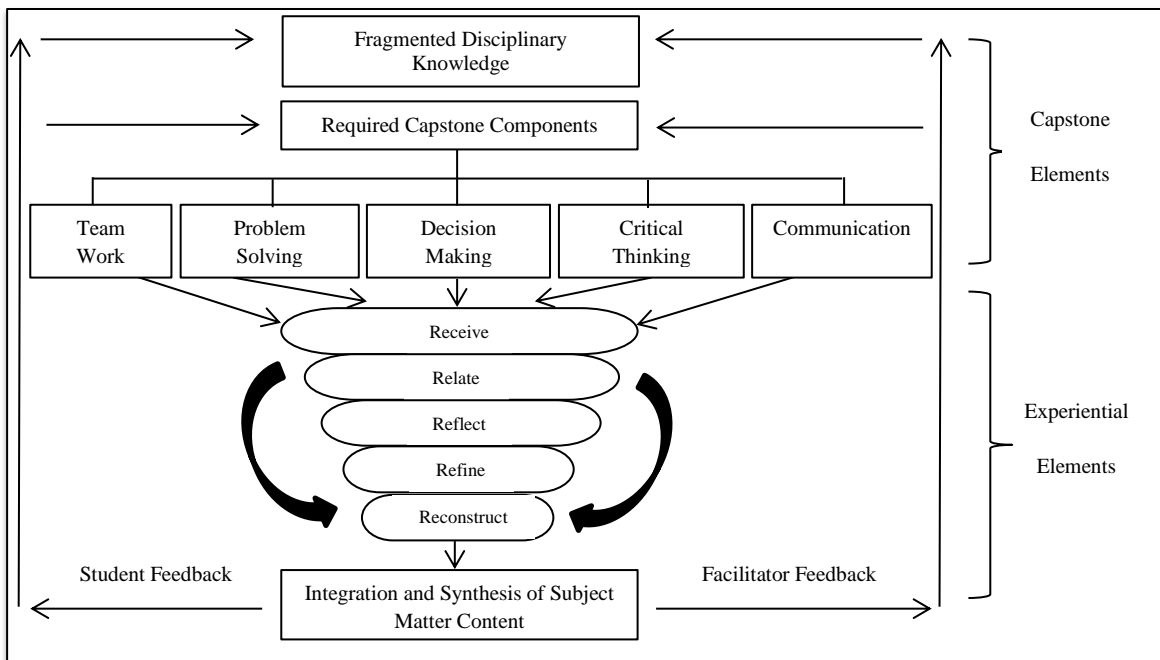 Fragmented Disciplinary
Knowledge
Required Capstone Components
Capstone
Elements
Team
Work
Problem
Solving
Decision
Making
Critical
Thinking
Communication
Receive
Relate
Reflect
Refine
Reconstruct
Experiential
Elements
Student Feedback
Facilitator Feedback
Integration and Synthesis of Subject
Matter Content